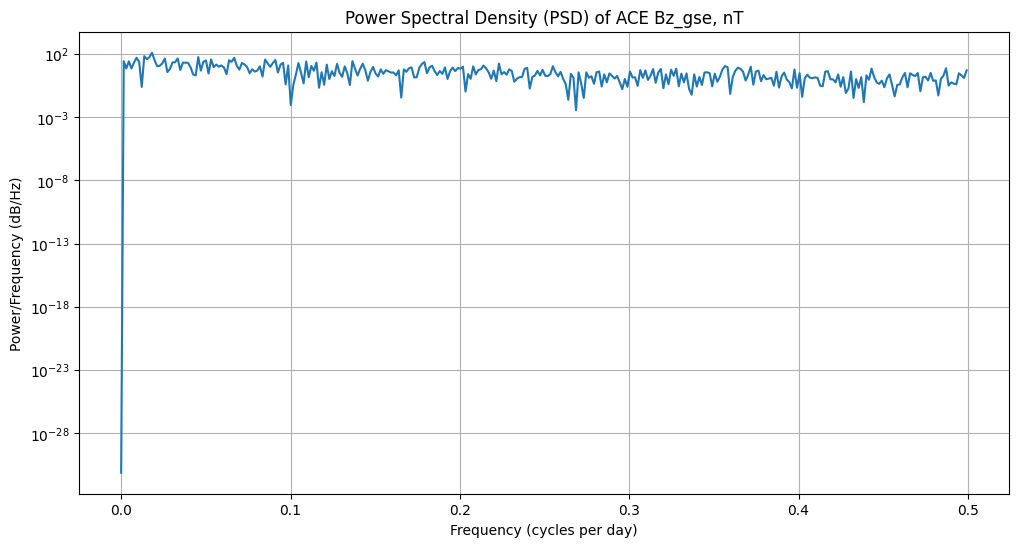 Power Spectral Density (PSD) of ACE Bz_gse, nT
Power/Frequency (dB/Hz)
10^2
10^-3
10^-8
10^-13
10^-18
10^-23
10^-28
0.0 0.1 0.2 0.3 0.4 0.5
Frequency (cycles per day)